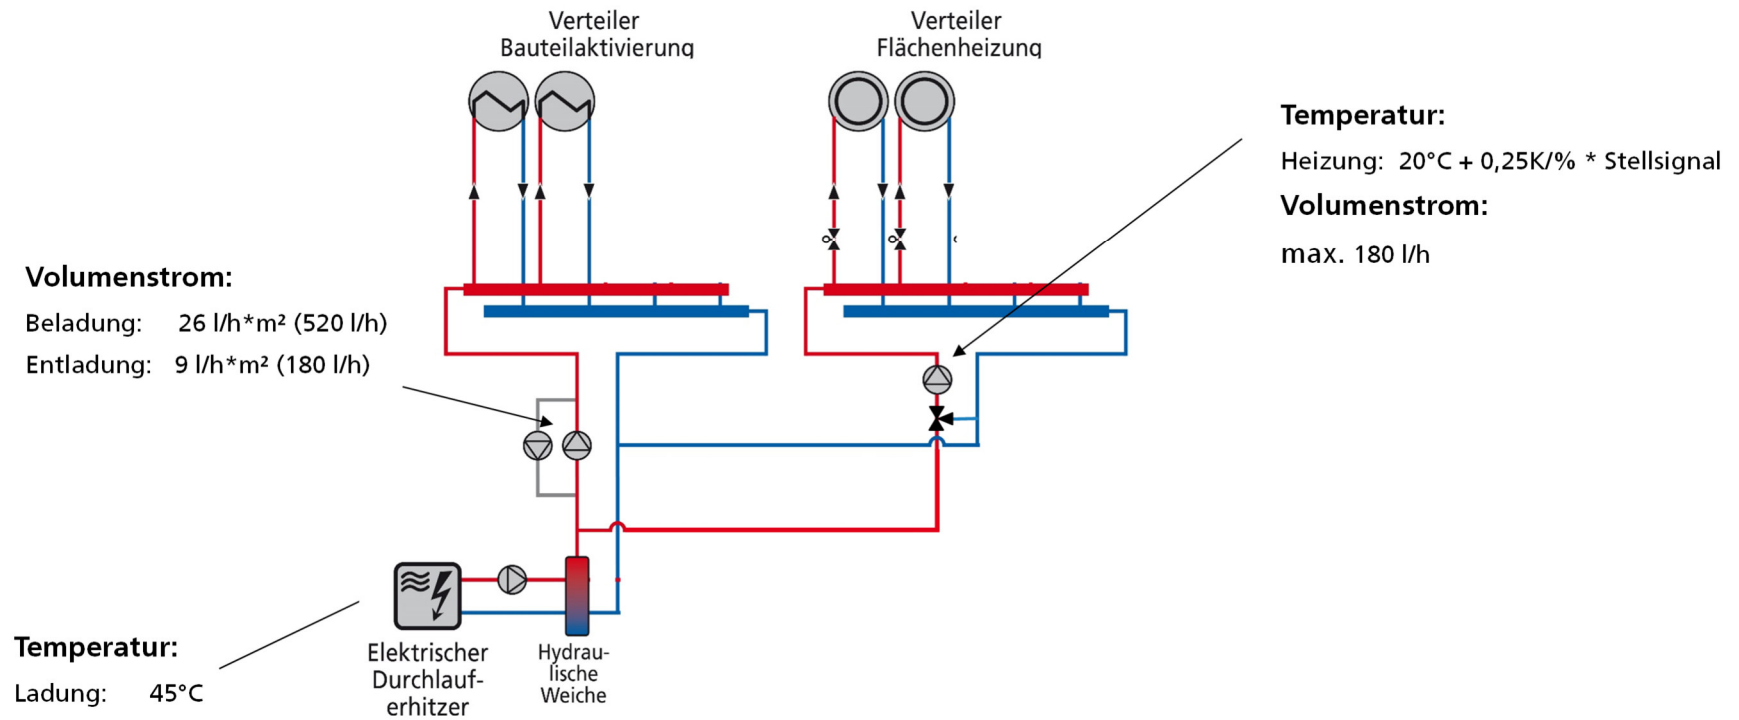 Verteiler
Bauteilaktivierung
Verteiler
Flächenheizung
Temperatur:
Heizung: 20°C + 0,25K/% * Stellsignal
Volumenstrom:
max. 180 l/h
Volumenstrom:
Beladung: 26 l/h*m² (520 l/h)
Entladung: 9 l/h*m² (180 l/h)
Temperatur:
Ladung: 45°C
Elektrischer
Durchlauf-
erhitzer
Hydrau-
lische
Weiche